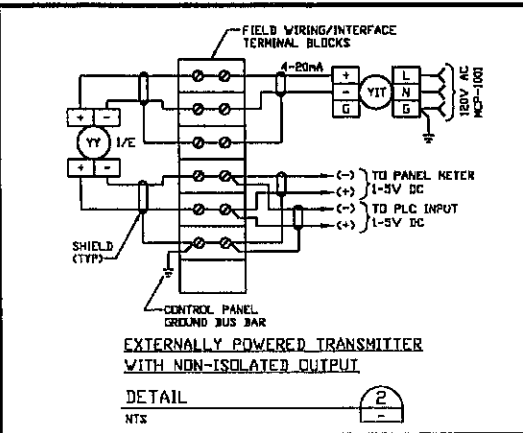 FIELD WIRING/INTERFACE
TERMINAL BLOCKS
4-20mA
+ - YY I/E + -
+ - G YIT L N G
120V AC
MCP-1001
(-) TO PANEL METER
(+) 1-5V DC
(-) TO PLC INPUT
(+) 1-5V DC
SHIELD
(TYP)
CONTROL PANEL
GROUND BUS BAR
EXTERNALLY POWERED TRANSMITTER
WITH NON-ISOLATED OUTPUT
DETAIL
2
-
NTS